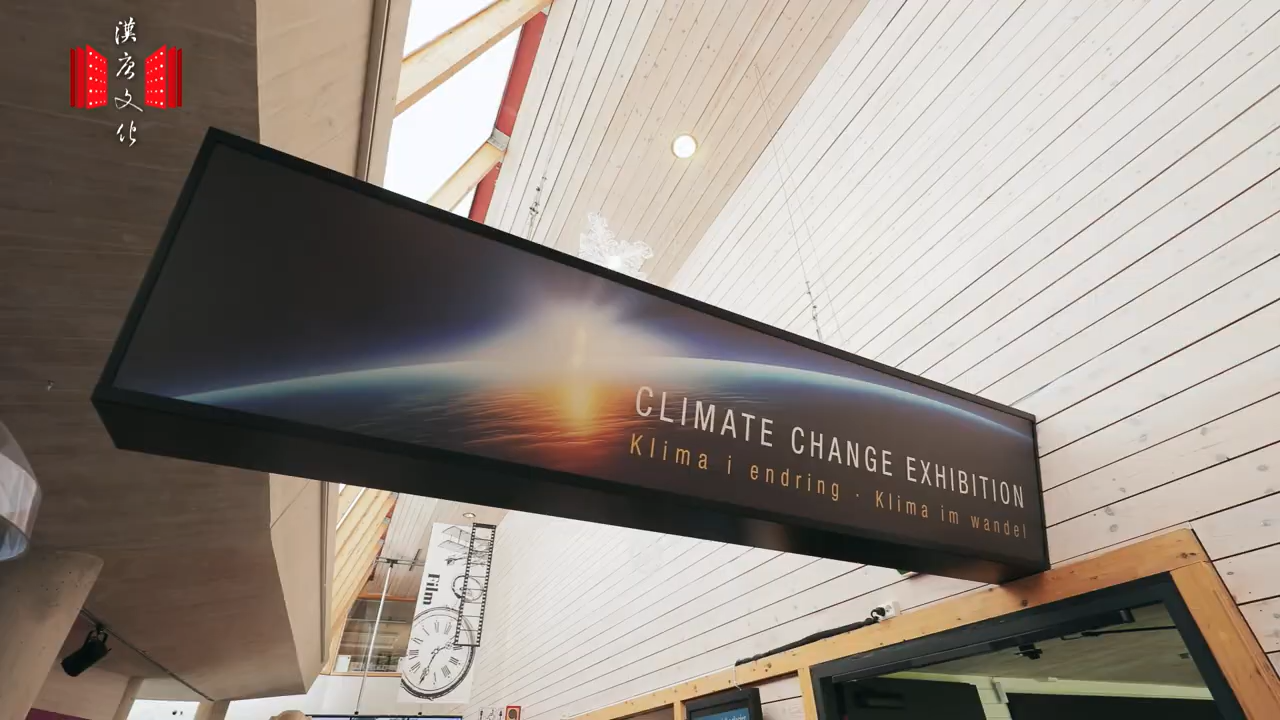 漢唐文化
CLIMATE CHANGE EXHIBITION
Klima i endring · Klima im wandel
Film